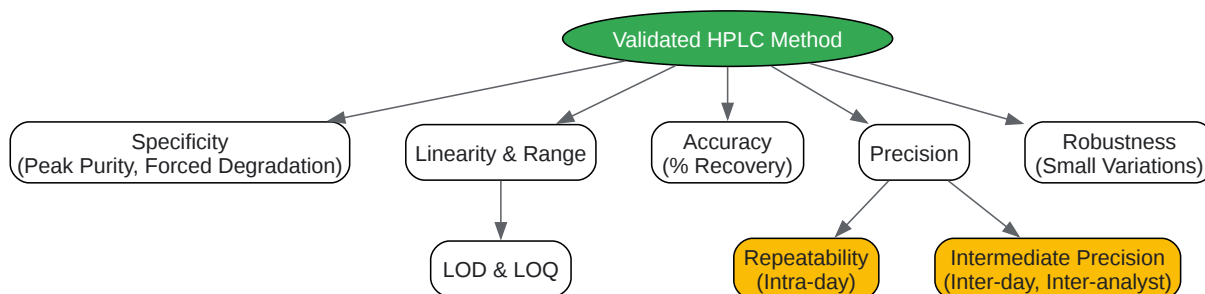 Validated HPLC Method
Specificity
(Peak Purity, Forced Degradation)
Linearity & Range
Accuracy
(% Recovery)
Precision
Robustness
(Small Variations)
LOD & LOQ
Repeatability
(Intra-day)
Intermediate Precision
(Inter-day, Inter-analyst)